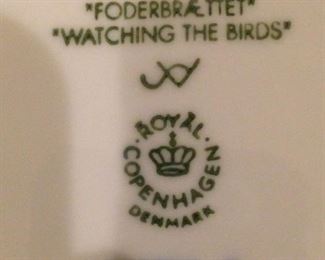 "FODERBRÆTTET"
"WATCHING THE BIRDS"
ROYAL
COPENHAGEN
DENMARK